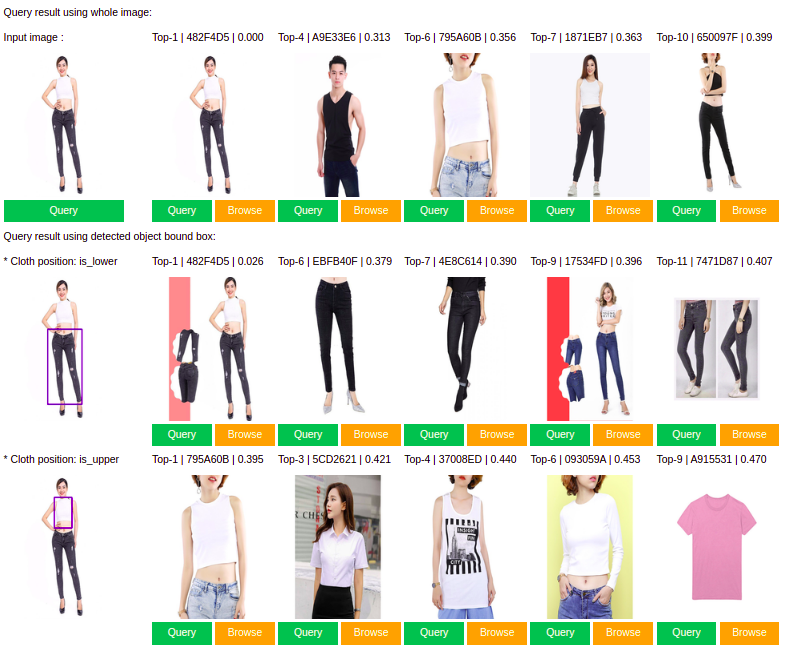 Query result using whole image:
Input image :
Top-1 | 482F4D5 | 0.000
Top-4 | A9E33E6 | 0.313
Top-6 | 795A60B | 0.356
Top-7 | 1871EB7 | 0.363
Top-10 | 650097F | 0.399
Query
Query Browse
Query Browse
Query Browse
Query Browse
Query Browse
Query result using detected object bound box:
* Cloth position: is_lower
Top-1 | 482F4D5 | 0.026
Top-6 | EBFB40F | 0.379
Top-7 | 4E8C614 | 0.390
Top-9 | 17534FD | 0.396
Top-11 | 7471D87 | 0.407
Query Browse
Query Browse
Query Browse
Query Browse
Query Browse
* Cloth position: is_upper
Top-1 | 795A60B | 0.395
Top-3 | 5CD2621 | 0.421
Top-4 | 37008ED | 0.440
Top-6 | 093059A | 0.453
Top-9 | A915531 | 0.470
INSIGHT
CITY
Query Browse
Query Browse
Query Browse
Query Browse
Query Browse